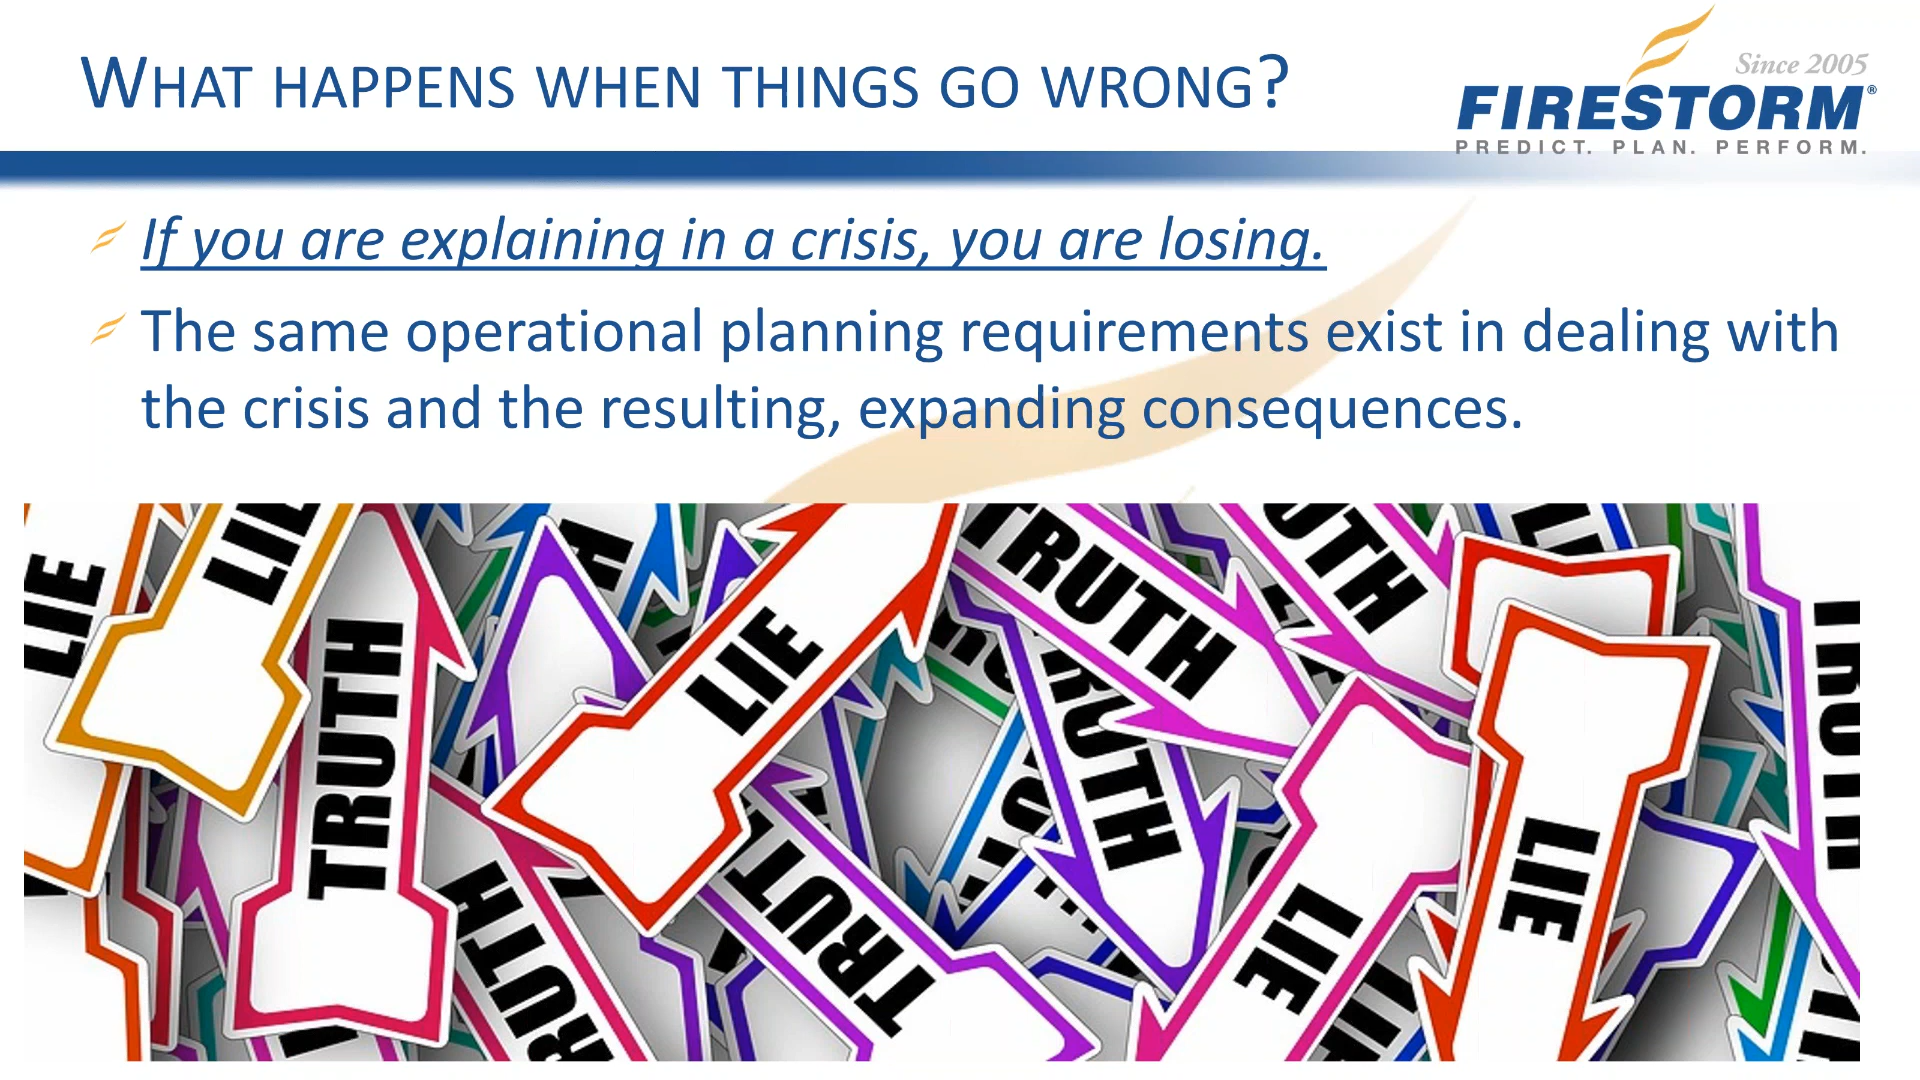 WHAT HAPPENS WHEN THINGS GO WRONG?
Since 2005
FIRESTORM®
PREDICT. PLAN. PERFORM.
If you are explaining in a crisis, you are losing.
The same operational planning requirements exist in dealing with
the crisis and the resulting, expanding consequences.
LIE
LIE
TRUTH
LIE
TRUTH
UTH
TRUTH
RUTH
TRUTH
LIE
LIE